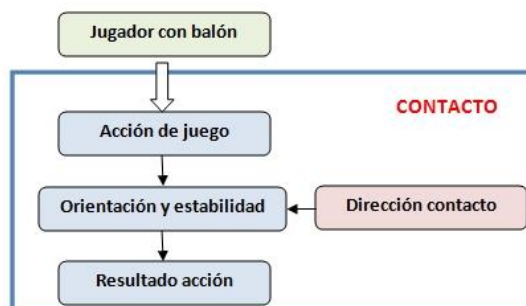 Jugador con balón
CONTACTO
Acción de juego
Orientación y estabilidad
Dirección contacto
Resultado acción